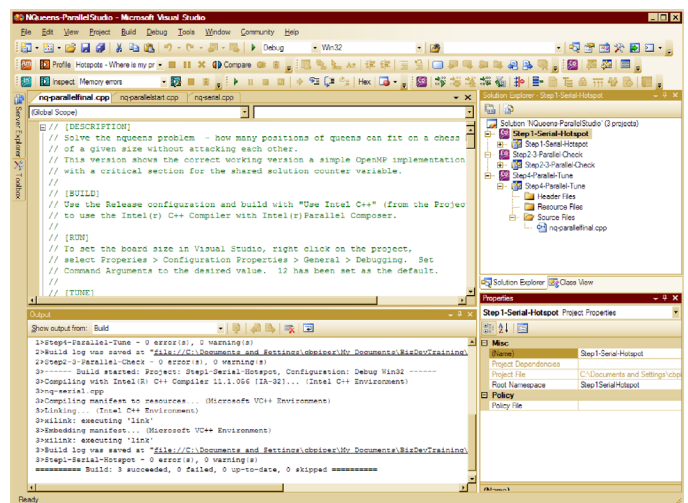 NQueens-ParallelStudio - Microsoft Visual Studio
File Edit View Project Build Debug Tools Window Community Help
Debug Win32
Profile Hotspots - Where is my pr Compare
Inspect Memory errors Hex
nq-parallelfinal.cpp nq-parallelstart.cpp nq-serial.cpp
(Global Scope)
Server Explorer
Toolbox
// [DESCRIPTION]
// Solve the nqueens problem - how many positions of queens can fit on a chess
// of a given size without attacking each other.
// This version shows the correct working version a simple OpenMP implementation
// with a critical section for the shared solution counter variable.
//
// [BUILD]
// Use the Release configuration and build with "Use Intel C++" (from the Projec
// to use the Intel(r) C++ Compiler with Intel(r)Parallel Composer.
//
// [RUN]
// To set the board size in Visual Studio, right click on the project,
// select Properies > Configuration Properties > General > Debugging. Set
// Command Arguments to the desired value. 12 has been set as the default.
//
// [TUNE]
Solution Explorer - Step1-Serial-Hotspot
Solution 'NQueens-ParallelStudio' (3 projects)
Step1-Serial-Hotspot
Step1-Serial-Hotspot
Step2-3-Parallel-Check
Step2-3-Parallel-Check
Step4-Parallel-Tune
Step4-Parallel-Tune
Header Files
Resource Files
Source Files
nq-parallelfinal.cpp
Solution Explorer Class View
Output
Show output from: Build
1>Step4-Parallel-Tune - 0 error(s), 0 warning(s)
2>Build log was saved at "file://C:\Documents and Settings\cbpiper\My Documents\BizDevTraining\
2>Step2-3-Parallel-Check - 0 error(s), 0 warning(s)
3>------ Build started: Project: Step1-Serial-Hotspot, Configuration: Debug Win32 ------
3>Compiling with Intel(R) C++ Compiler 11.1.066 [IA-32]... (Intel C++ Environment)
3>nq-serial.cpp
3>Compiling manifest to resources... (Microsoft VC++ Environment)
3>Linking... (Intel C++ Environment)
3>xilink: executing 'link'
3>Embedding manifest... (Microsoft VC++ Environment)
3>xilink: executing 'link'
3>Build log was saved at "file://C:\Documents and Settings\cbpiper\My Documents\BizDevTraining\
3>Step1-Serial-Hotspot - 0 error(s), 0 warning(s)
========== Build: 3 succeeded, 0 failed, 0 up-to-date, 0 skipped ==========
Properties
Step1-Serial-Hotspot Project Properties
Misc
(Name) Step1-Serial-Hotspot
Project Dependencies
Project File C:\Documents and Settings\cbpi
Root Namespace Step1SerialHotspot
Policy
Policy File
(Name)
Ready